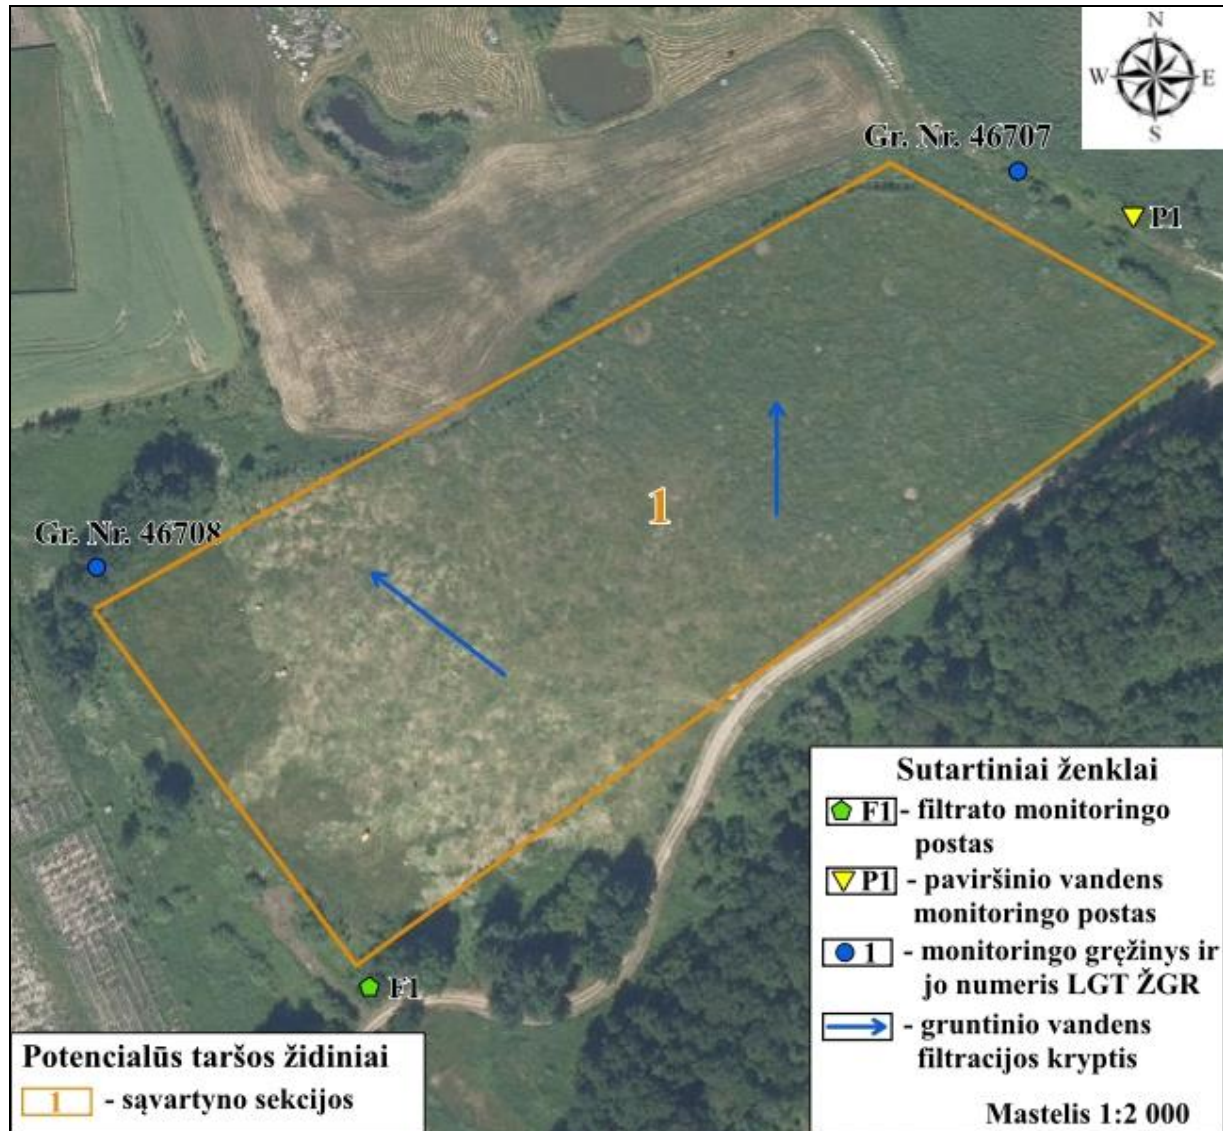 N
W E
S
Gr. Nr. 46707
P1
1
Gr. Nr. 46708
F1
Sutartiniai ženklai
F1 - filtrato monitoringo
postas
P1 - paviršinio vandens
monitoringo postas
1 - monitoringo gręžinys ir
jo numeris LGT ŽGR
- gruntinio vandens
filtracijos kryptis
Mastelis 1:2 000
Potencialūs taršos židiniai
1 - sąvartyno sekcijos